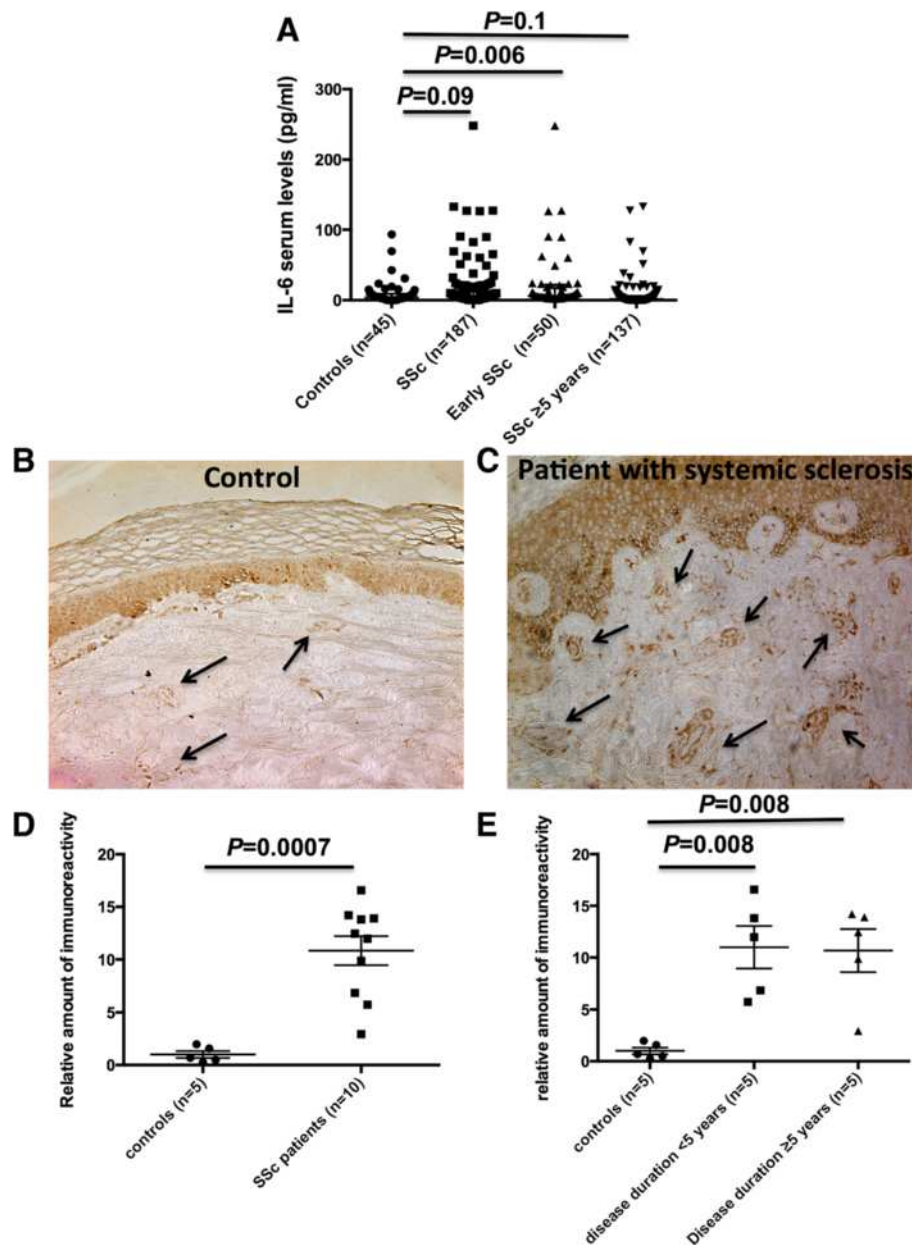 A
P=0.1
P=0.006
P=0.09
IL-6 serum levels (pg/ml)
300
200
100
0
Controls (n=45)
SSc (n=187)
Early SSc (n=50)
SSc ≥5 years (n=137)
B
Control
C
Patient with systemic sclerosis
D
P=0.0007
Relative amount of immunoreactivity
20
15
10
5
0
controls (n=5)
SSc patients (n=10)
E
P=0.008
P=0.008
relative amount of immunoreactivity
20
15
10
5
0
controls (n=5)
disease duration <5 years (n=5)
Disease duration ≥5 years (n=5)